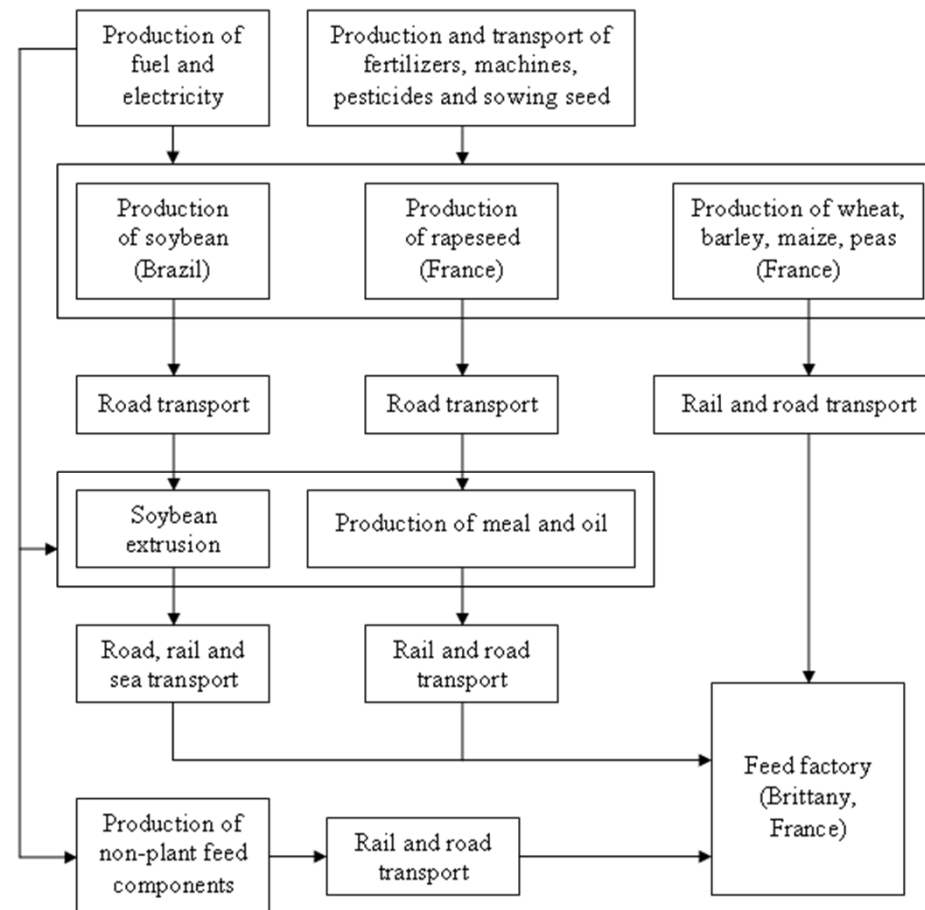 Production of
fuel and
electricity
Production and transport of
fertilizers, machines,
pesticides and sowing seed
Production
of soybean
(Brazil)
Production
of rapeseed
(France)
Production of wheat,
barley, maize, peas
(France)
Road transport
Road transport
Rail and road transport
Soybean
extrusion
Production of meal and oil
Road, rail and
sea transport
Rail and road
transport
Feed factory
(Brittany,
France)
Production of
non-plant feed
components
Rail and road
transport